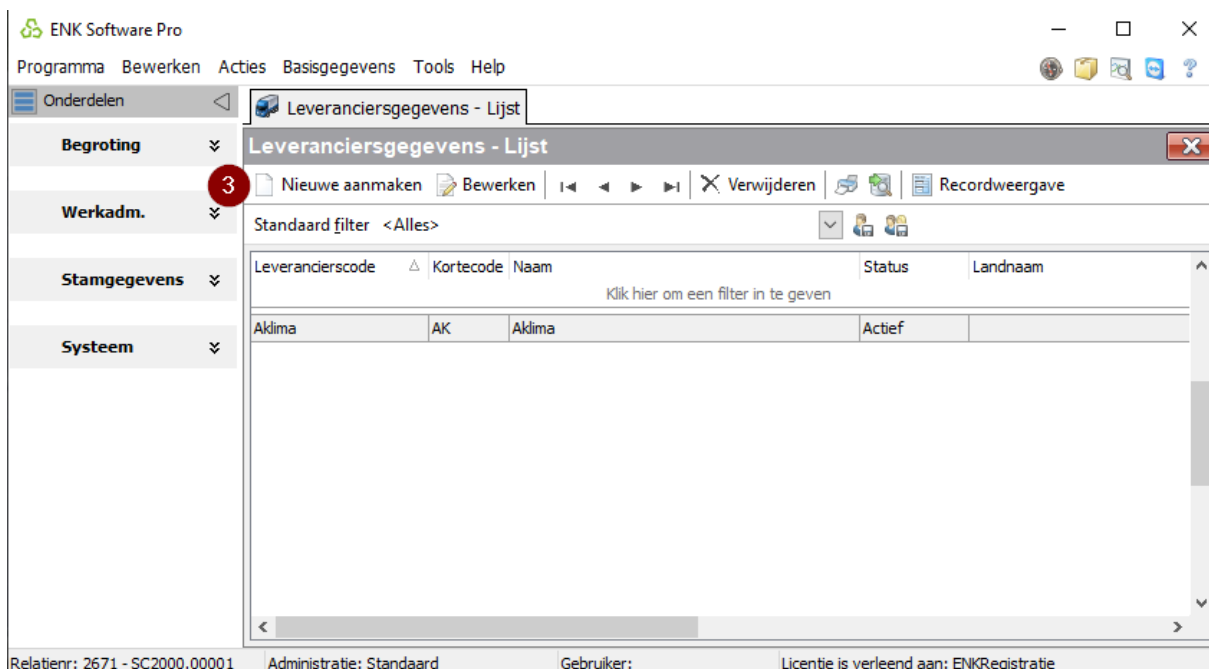 ENK Software Pro
Programma Bewerken Acties Basisgegevens Tools Help
Onderdelen
Leveranciersgegevens - Lijst
Begroting
Leveranciersgegevens - Lijst
3 Nieuwe aanmaken Bewerken Verwijderen Recordweergave
Werkadm.
Standaard filter <Alles>
Leverancierscode Kortecode Naam Status Landnaam
Stamgegevens
Klik hier om een filter in te geven
Aklima AK Aklima Actief
Systeem
Relatienr: 2671 - SC2000.00001 Administratie: Standaard Gebruiker: Licentie is verleend aan: ENKRegistratie